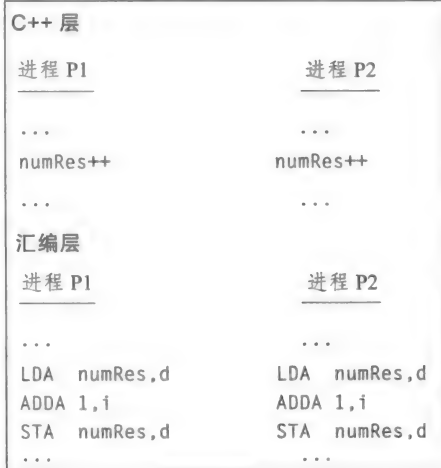 C++ 层
进程 P1 进程 P2
... ...
numRes++ numRes++
... ...
汇编层
进程 P1 进程 P2
... ...
LDA numRes,d LDA numRes,d
ADDA 1,i ADDA 1,i
STA numRes,d STA numRes,d
... ...